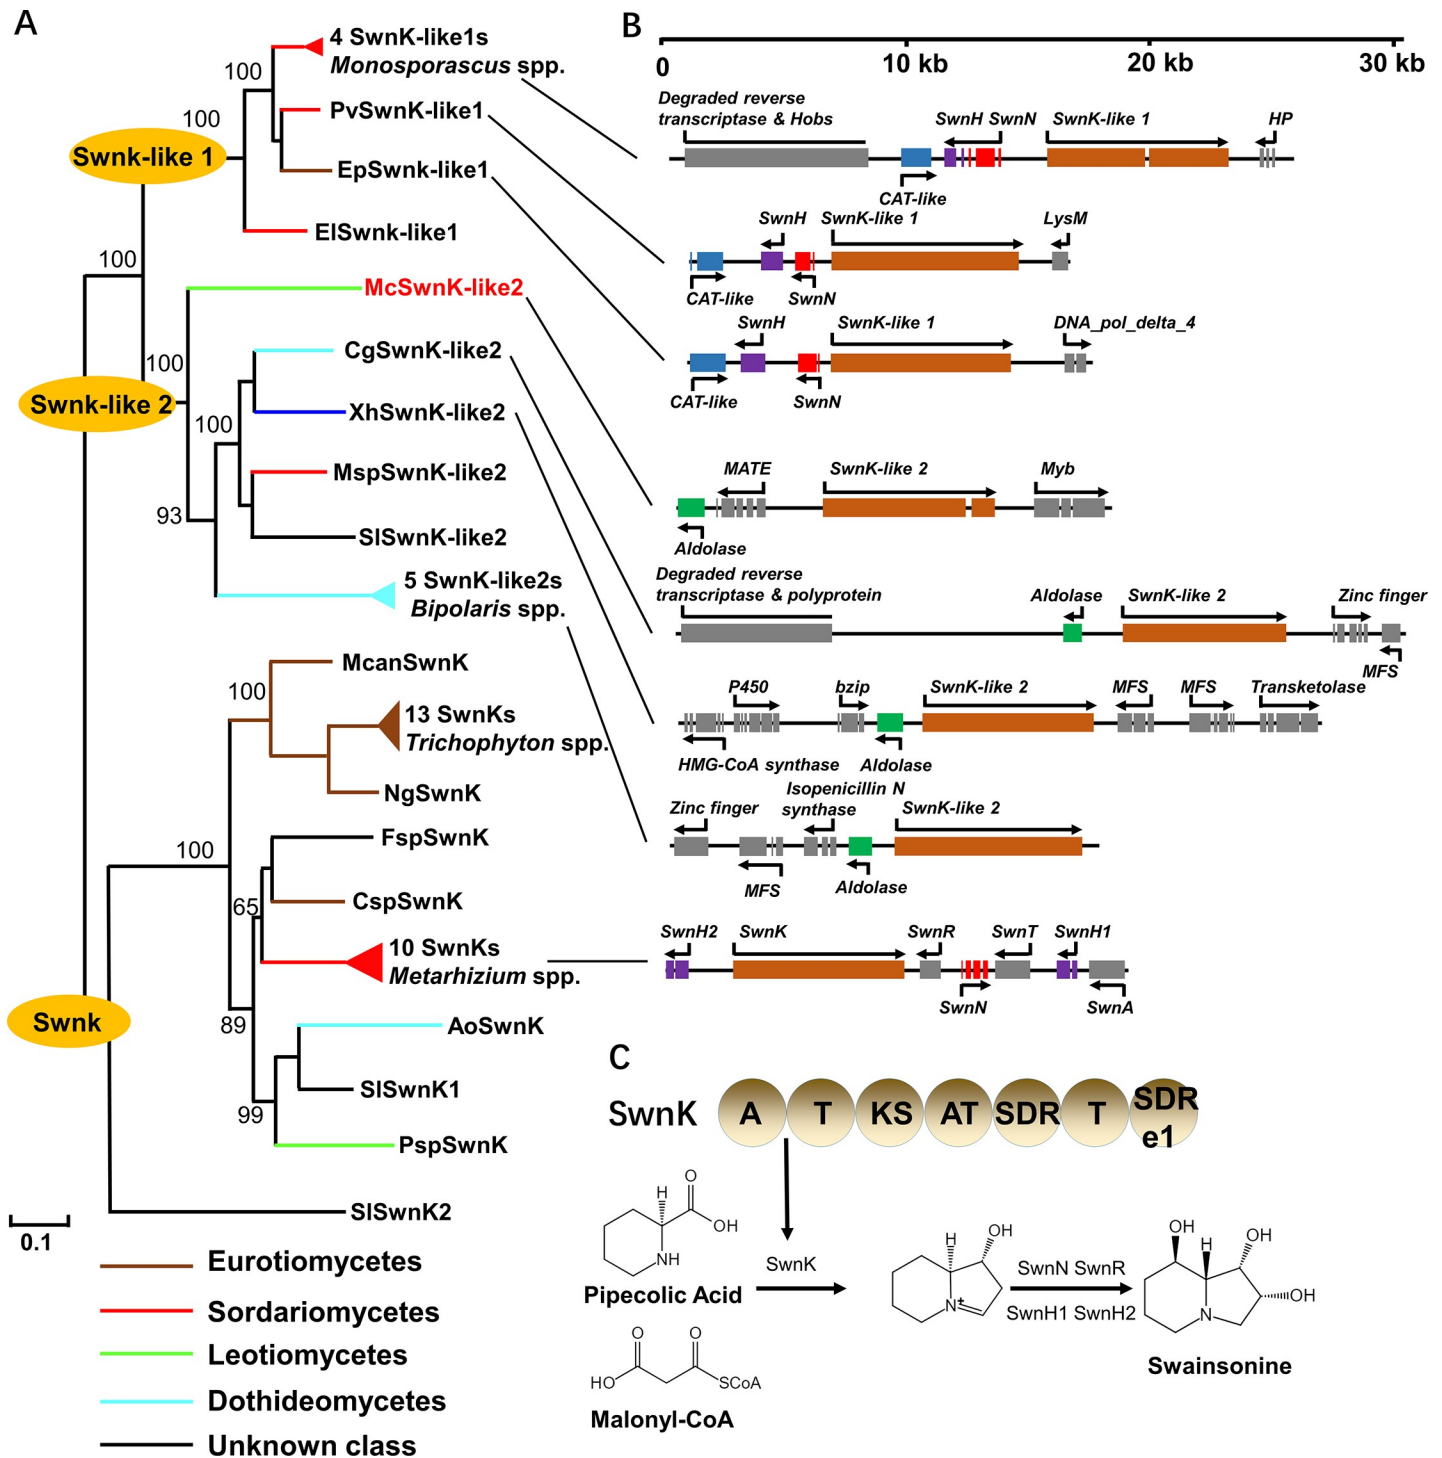 A
4 SwnK-like1s
Monosporascus spp.
100
100
PvSwnK-like1
Swnk-like 1
EpSwnk-like1
ElSwnk-like1
100
McSwnK-like2
CgSwnK-like2
100
Swnk-like 2
XhSwnK-like2
100
MspSwnK-like2
93
SlSwnK-like2
5 SwnK-like2s
Bipolaris spp.
McanSwnK
100
13 SwnKs
Trichophyton spp.
NgSwnK
FspSwnK
100
CspSwnK
65
10 SwnKs
Metarhizium spp.
Swnk
89
AoSwnK
SlSwnK1
99
PspSwnK
SlSwnK2
0.1
Eurotiomycetes
Sordariomycetes
Leotiomycetes
Dothideomycetes
Unknown class
B
0 10 kb 20 kb 30 kb
Degraded reverse
transcriptase & Hobs SwnH SwnN SwnK-like 1 HP
CAT-like
SwnH SwnK-like 1 LysM
CAT-like SwnN
SwnH SwnK-like 1 DNA_pol_delta_4
CAT-like SwnN
MATE SwnK-like 2 Myb
Aldolase
Degraded reverse
transcriptase & polyprotein Aldolase SwnK-like 2 Zinc finger
MFS
P450 bzip SwnK-like 2 MFS MFS Transketolase
HMG-CoA synthase Aldolase
Isopenicillin N
Zinc finger synthase SwnK-like 2
MFS Aldolase
SwnH2 SwnK SwnR SwnT SwnH1
SwnN SwnA
C
SwnK A T KS AT SDR T SDR
e1
H O
OH
NH
Pipecolic Acid
SwnK
O O
HO SCoA
Malonyl-CoA
H OH
N+
SwnN SwnR
SwnH1 SwnH2
OH H OH
OH
N
Swainsonine